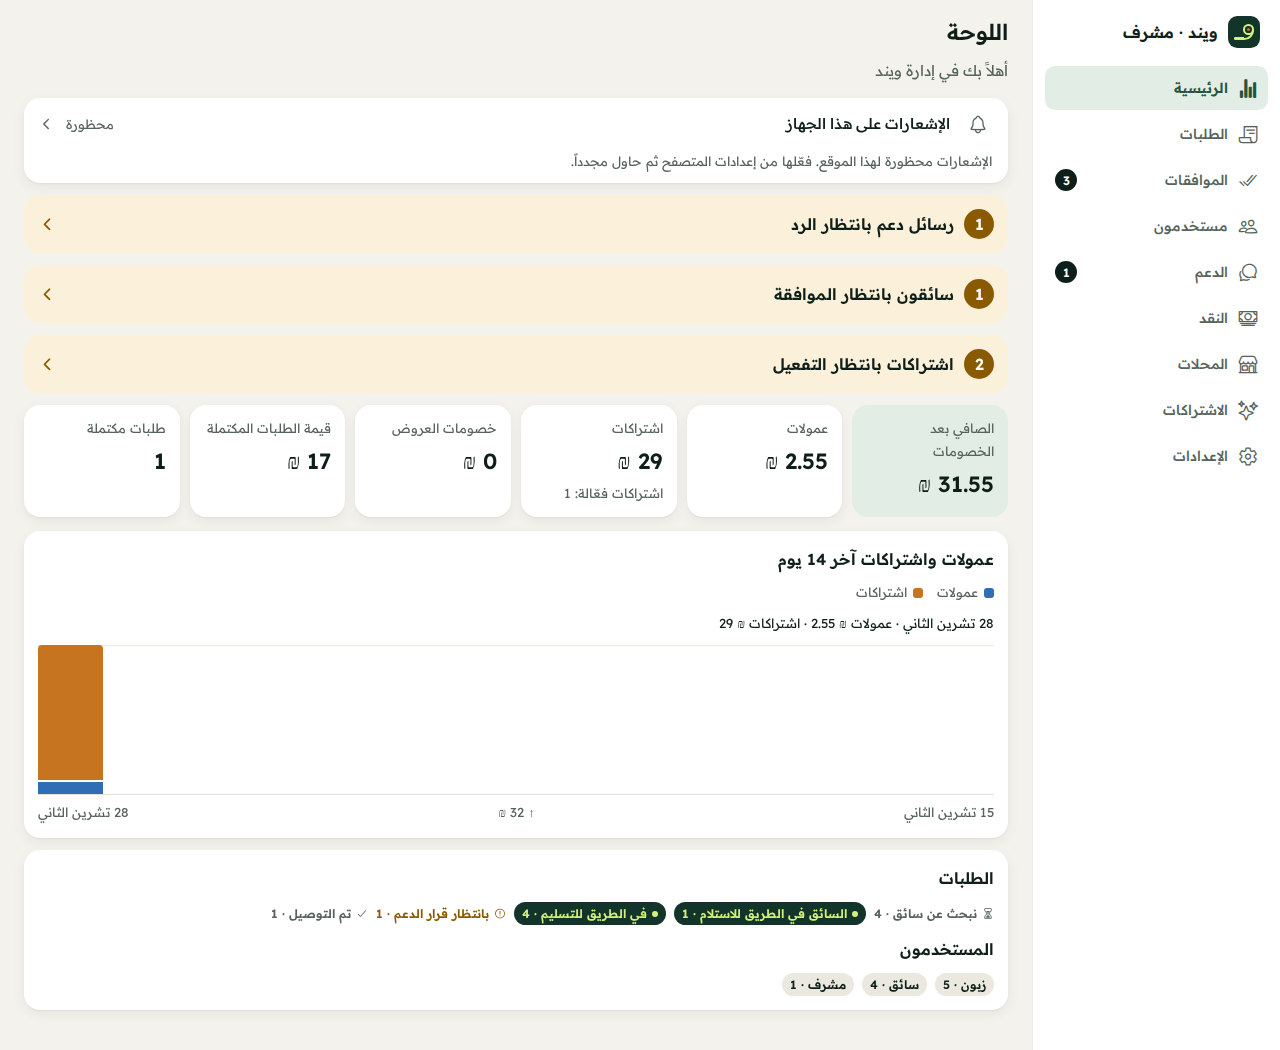 ويند · مشرف
الرئيسية
الطلبات
الموافقات 3
مستخدمون
الدعم 1
النقد
المحلات
الاشتراكات
الإعدادات
اللوحة
أهلاً بك في إدارة ويند
الإشعارات على هذا الجهاز محظورة
الإشعارات محظورة لهذا الموقع. فعّلها من إعدادات المتصفح ثم حاول مجدداً.
1 رسائل دعم بانتظار الرد
1 سائقون بانتظار الموافقة
2 اشتراكات بانتظار التفعيل
الصافي بعد الخصومات
31.55 ₪
عمولات
2.55 ₪
اشتراكات
29 ₪
اشتراكات فعّالة: 1
خصومات العروض
0 ₪
قيمة الطلبات المكتملة
17 ₪
طلبات مكتملة
1
عمولات واشتراكات آخر 14 يوم
عمولات اشتراكات
28 تشرين الثاني · عمولات ₪ 2.55 · اشتراكات ₪ 29
15 تشرين الثاني ↑ 32 ₪ 28 تشرين الثاني
الطلبات
نبحث عن سائق · 4 السائق في الطريق للاستلام · 1 في الطريق للتسليم · 4 بانتظار قرار الدعم · 1 تم التوصيل · 1
المستخدمون
زبون · 5 سائق · 4 مشرف · 1